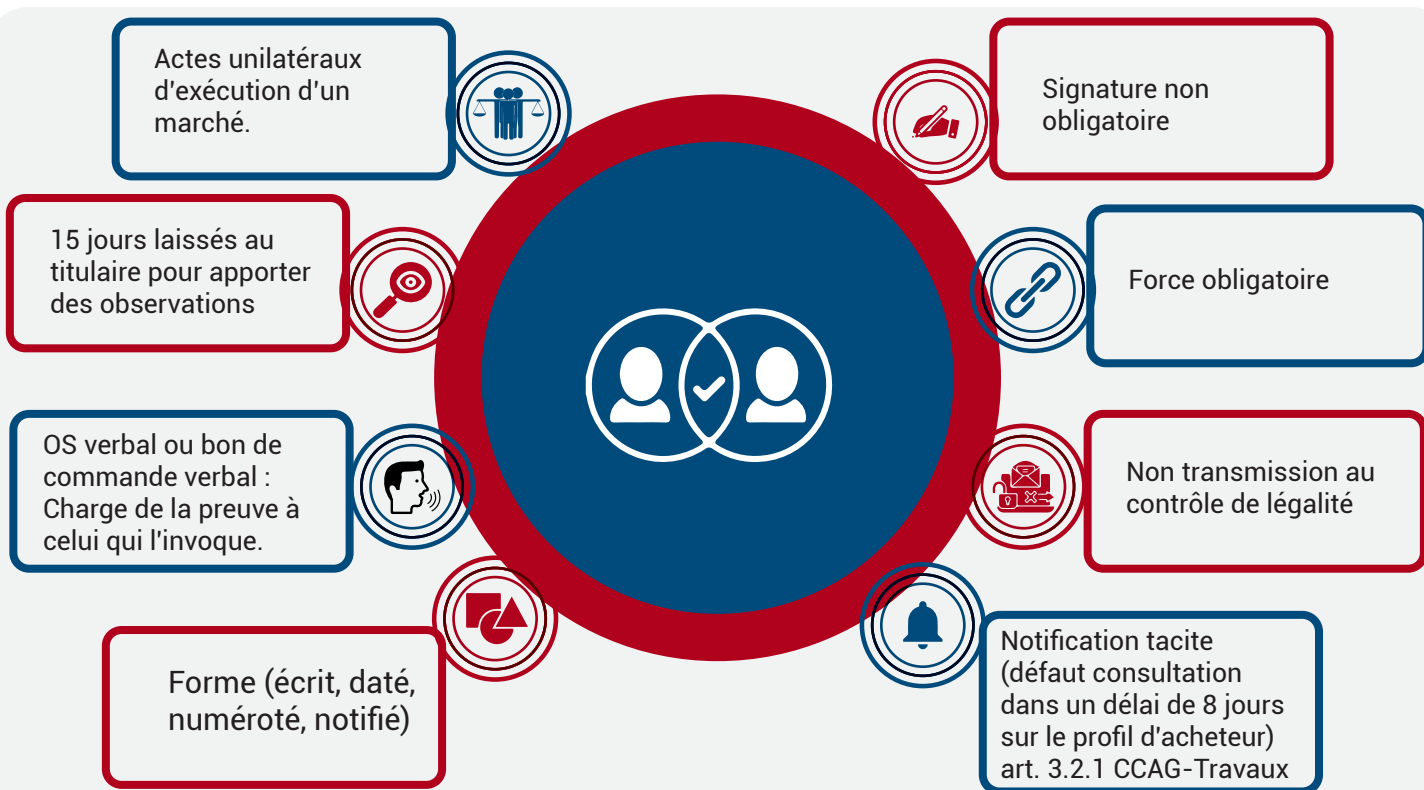 Actes unilatéraux
d'exécution d'un
marché.
15 jours laissés au
titulaire pour apporter
des observations
OS verbal ou bon de
commande verbal :
Charge de la preuve à
celui qui l'invoque.
Forme (écrit, daté,
numéroté, notifié)
Signature non
obligatoire
Force obligatoire
Non transmission au
contrôle de légalité
Notification tacite
(défaut consultation
dans un délai de 8 jours
sur le profil d'acheteur)
art. 3.2.1 CCAG-Travaux